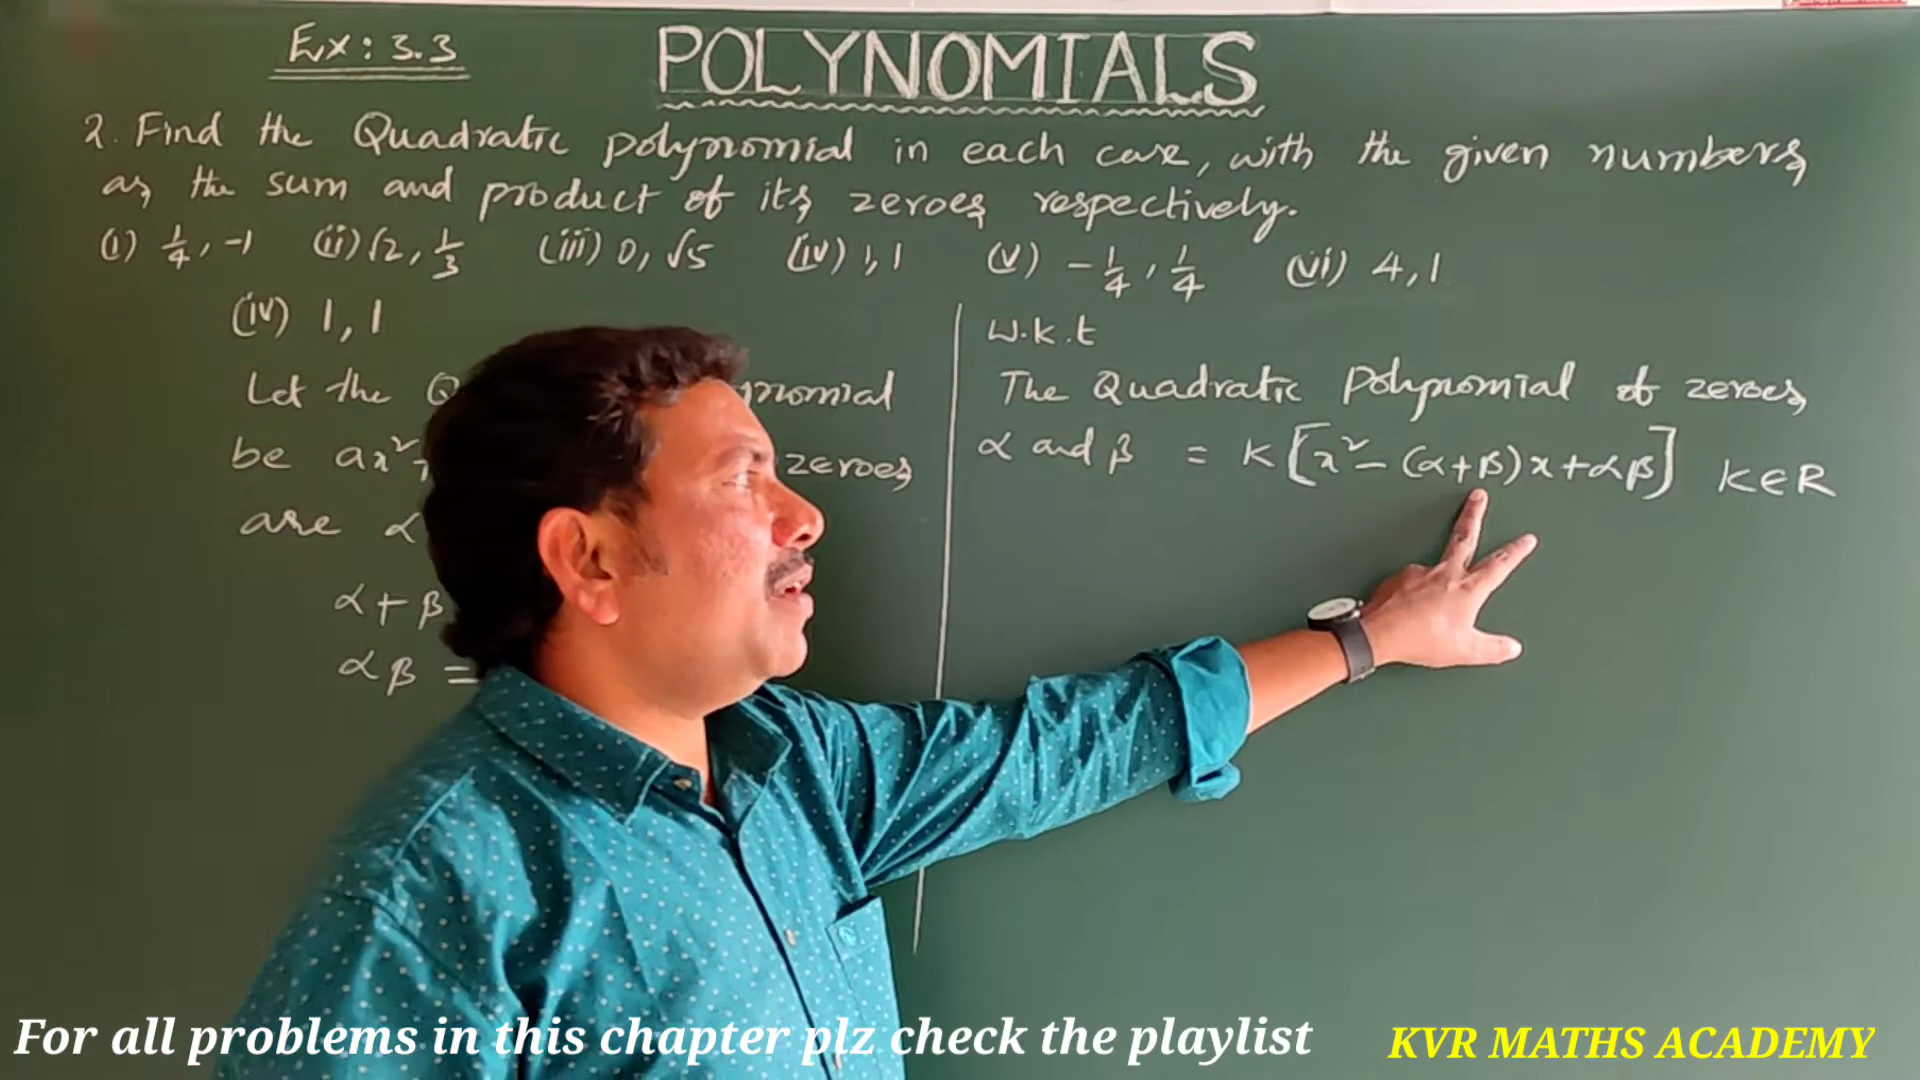 Ex: 3.3
POLYNOMIALS
2. Find the Quadratic polynomial in each case, with the given numbers
as the sum and product of its zeroes respectively.
(i) 1/4, -1 (ii) √2, 1/3 (iii) 0, √5 (iv) 1, 1 (v) -1/4, 1/4 (vi) 4, 1
(iv) 1, 1
Let the nomial
be ax² zeroes
are α
α+β
αβ =
W.k.t
The Quadratic Polynomial of zeroes
α and β = K[x²-(α+β)x+αβ] K∈R
For all problems in this chapter plz check the playlist
KVR MATHS ACADEMY